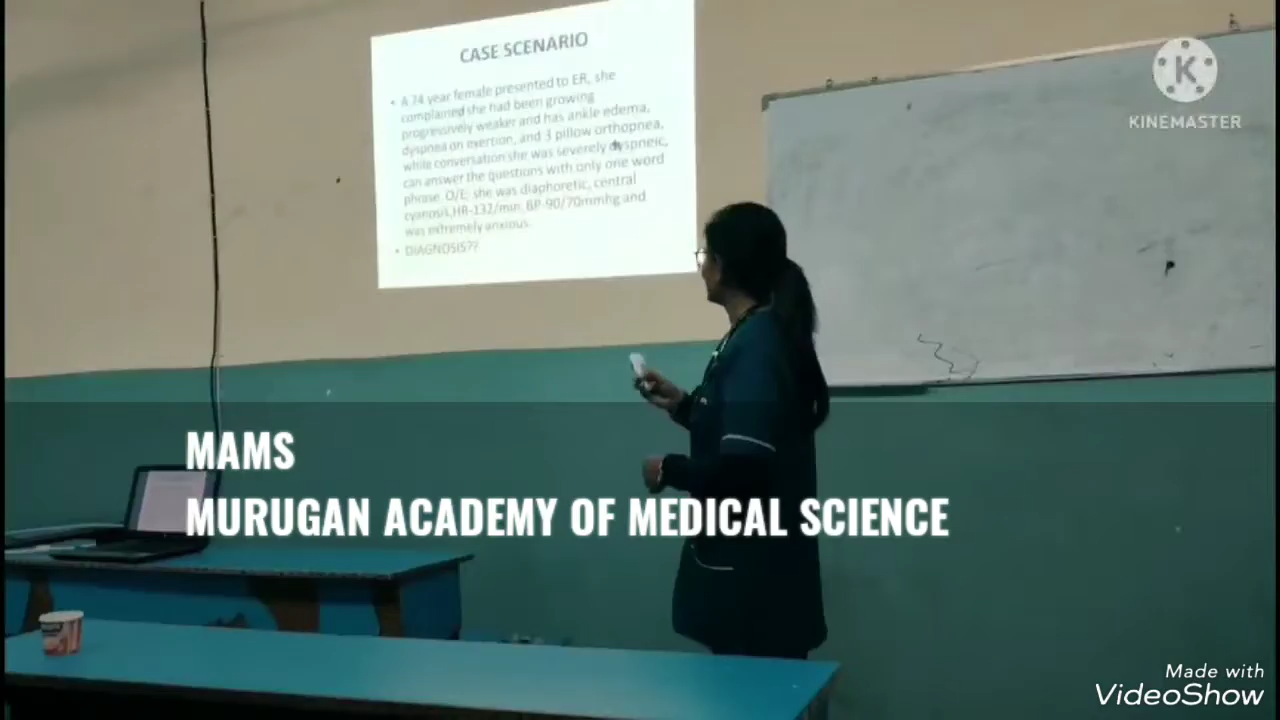 CASE SCENARIO
• A 74 year female presented to ER, she
complained she had been growing
progressively weaker and has ankle edema,
dyspnea on exertion, and 3 pillow orthopnea,
while conversation she was severely dyspneic,
can answer the questions with only one word
phase. O/E: she was diaphoretic, central
cyanosis,HR-132/min, BP-90/70mmhg and
was extremely anxious.
• DIAGNOSIS??
K
KINEMASTER
MAMS
MURUGAN ACADEMY OF MEDICAL SCIENCE
Made with
VideoShow